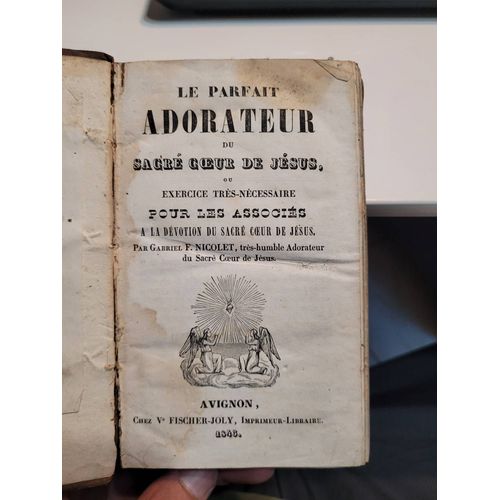 LE PARFAIT
ADORATEUR
DU
SACRÉ CŒUR DE JÉSUS,
OU
EXERCICE TRÈS-NÉCESSAIRE
POUR LES ASSOCIÉS
A LA DÉVOTION DU SACRÉ CŒUR DE JÉSUS.
PAR GABRIEL F. NICOLET, très-humble Adorateur
du Sacré Cœur de Jésus.
AVIGNON,
CHEZ Ve FISCHER-JOLY, IMPRIMEUR-LIBRAIRE.
1843.